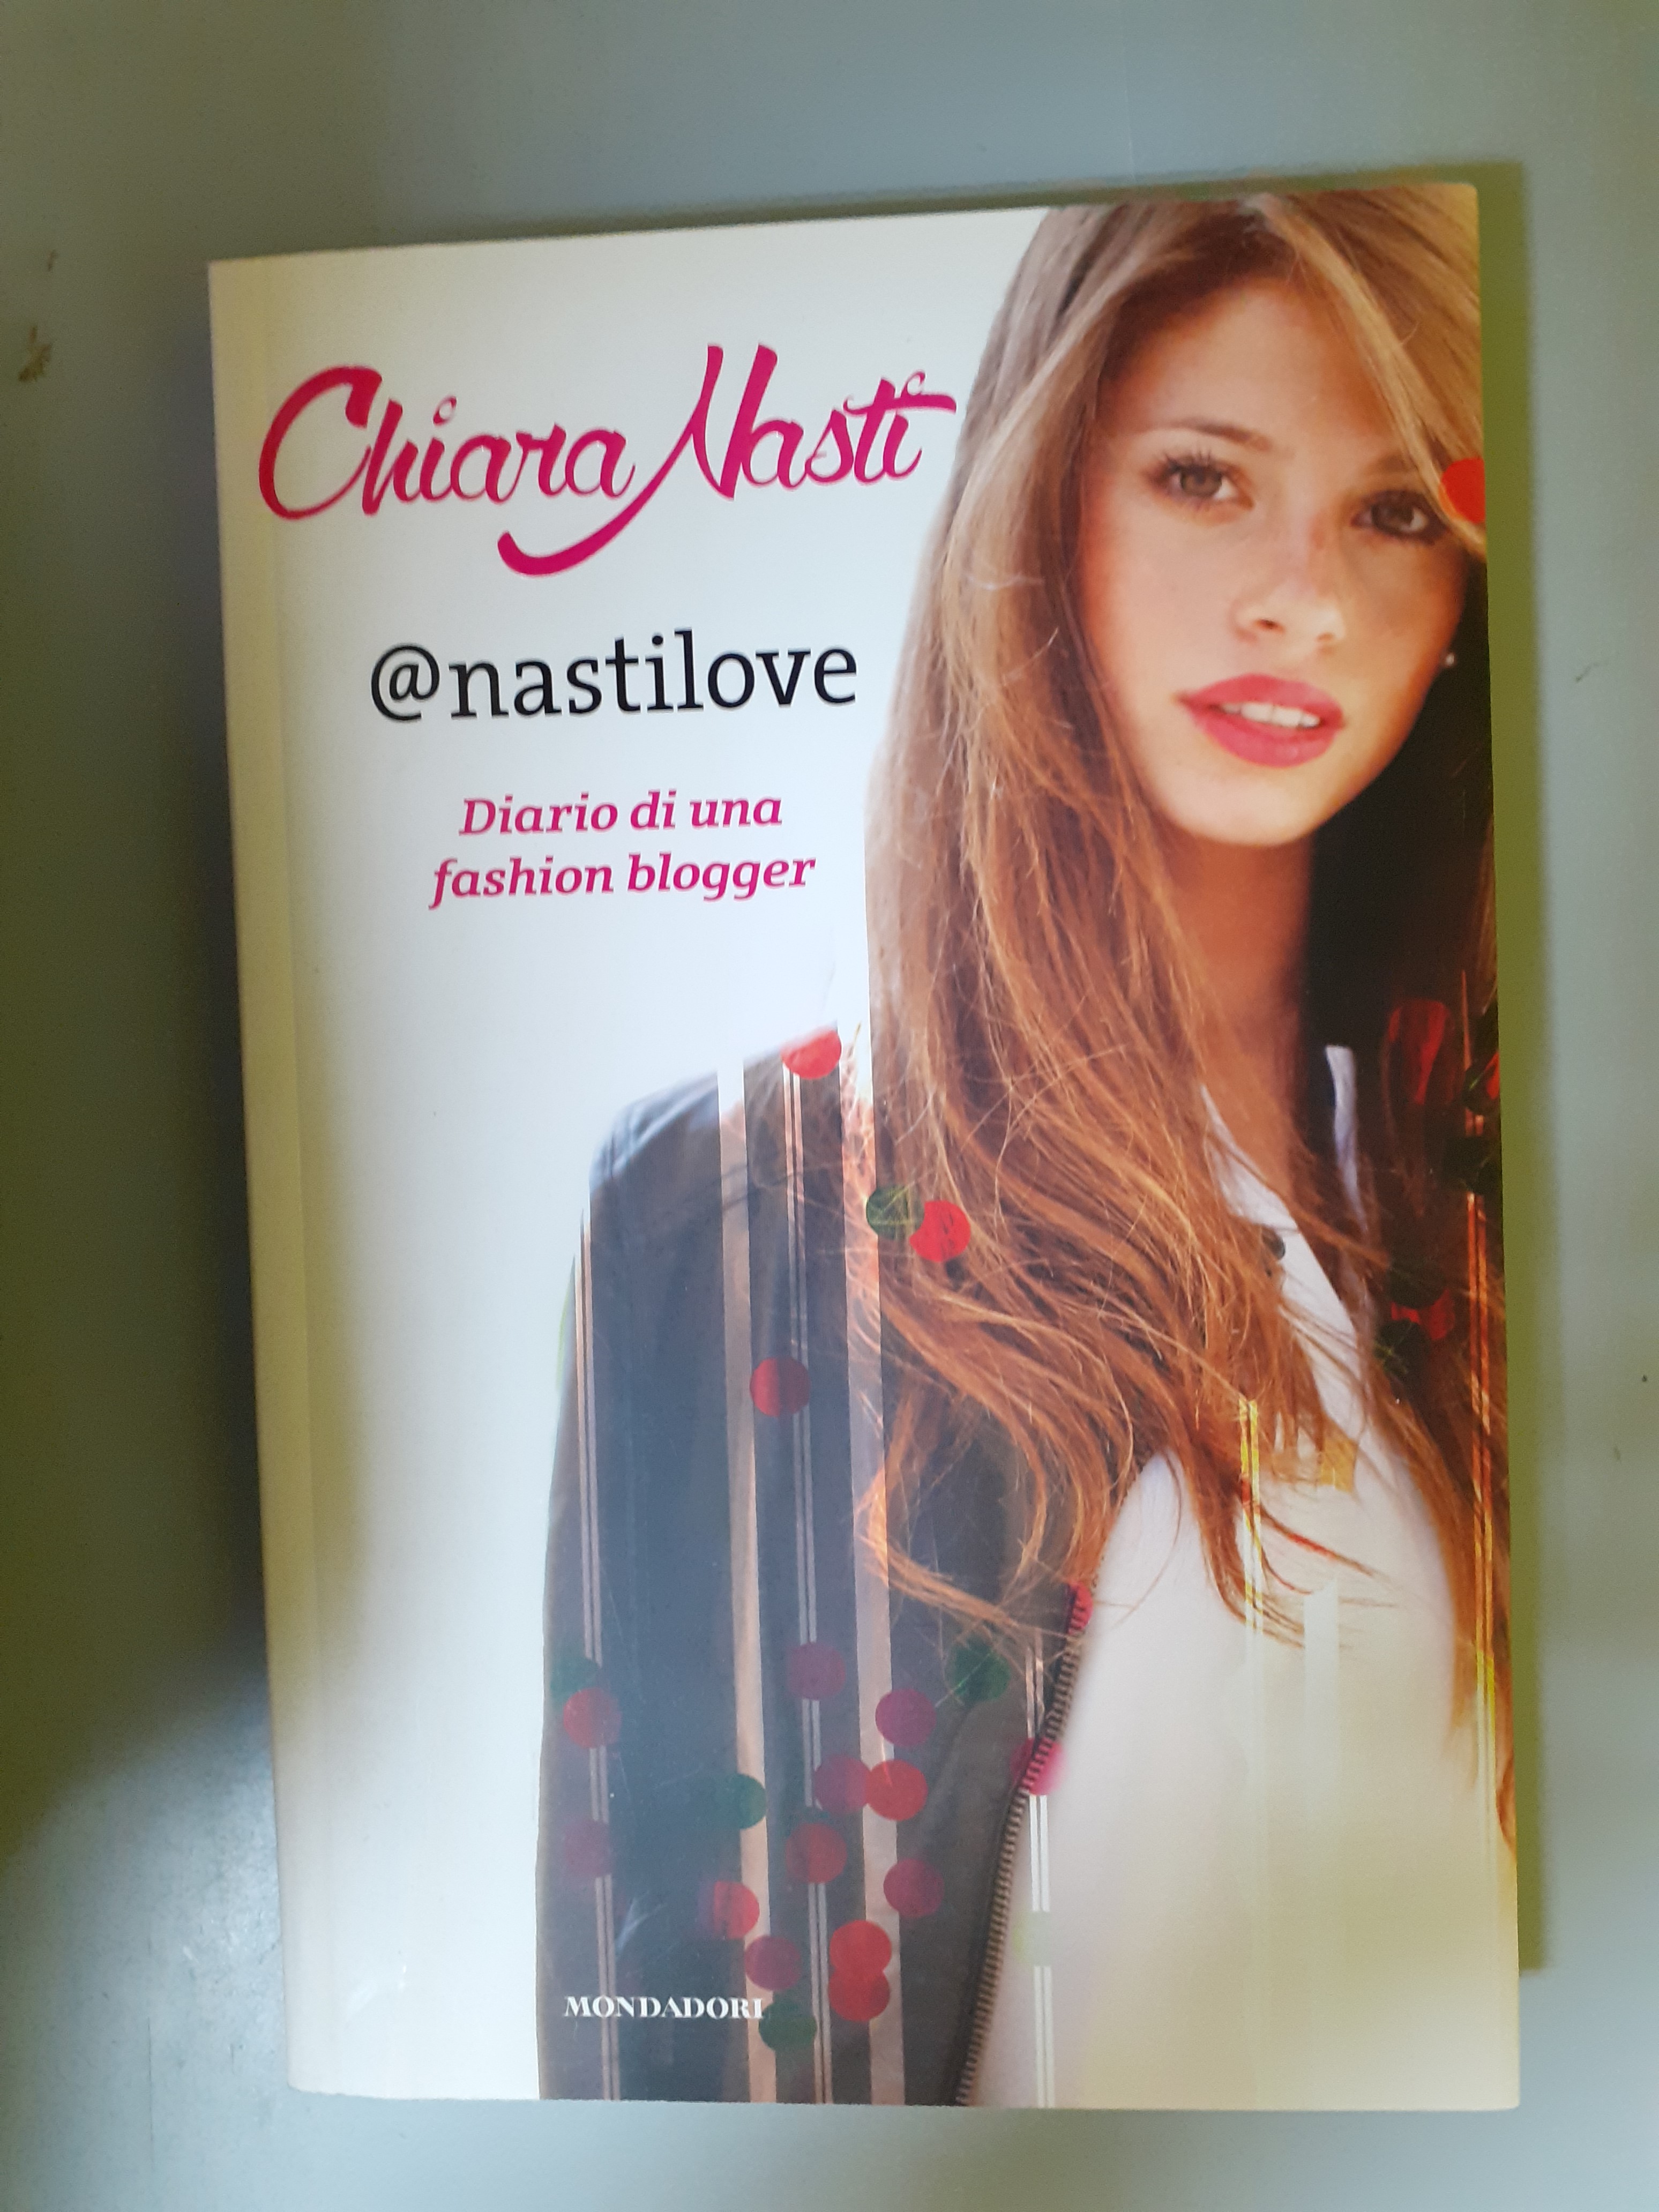 Chiara Nasti
@nastilove
Diario di una
fashion blogger
MONDADORI